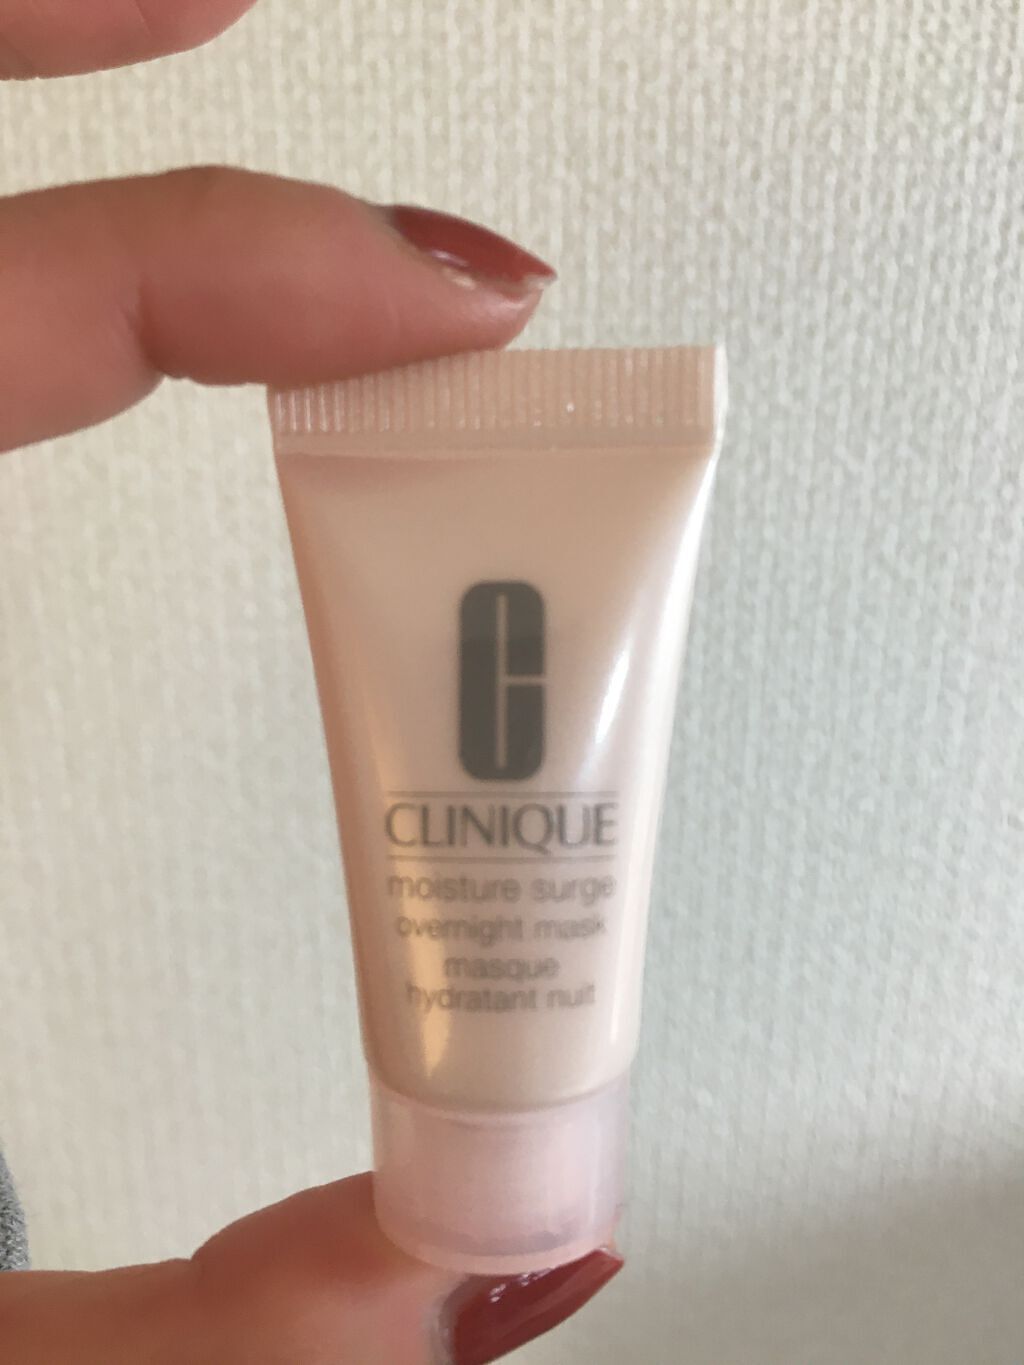 C
CLINIQUE
moisture surge
overnight mask
masque
hydratant nuit